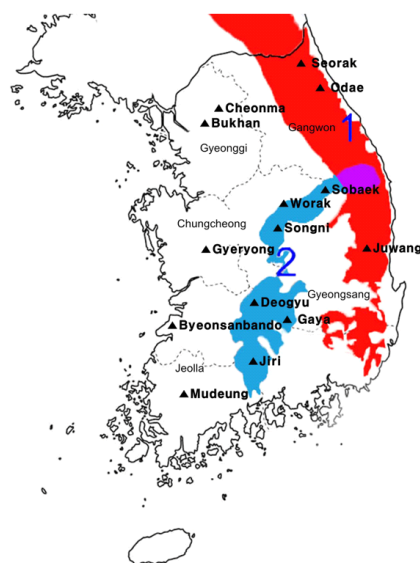 Seorak
Odae
Cheonma
Bukhan
Gangwon
1
Gyeonggi
Sobaek
Worak
Chungcheong
Songni
Gyeryong
Juwang
2
Gyeongsang
Deogyu
Gaya
Byeonsanbando
Jiri
Jeolla
Mudeung